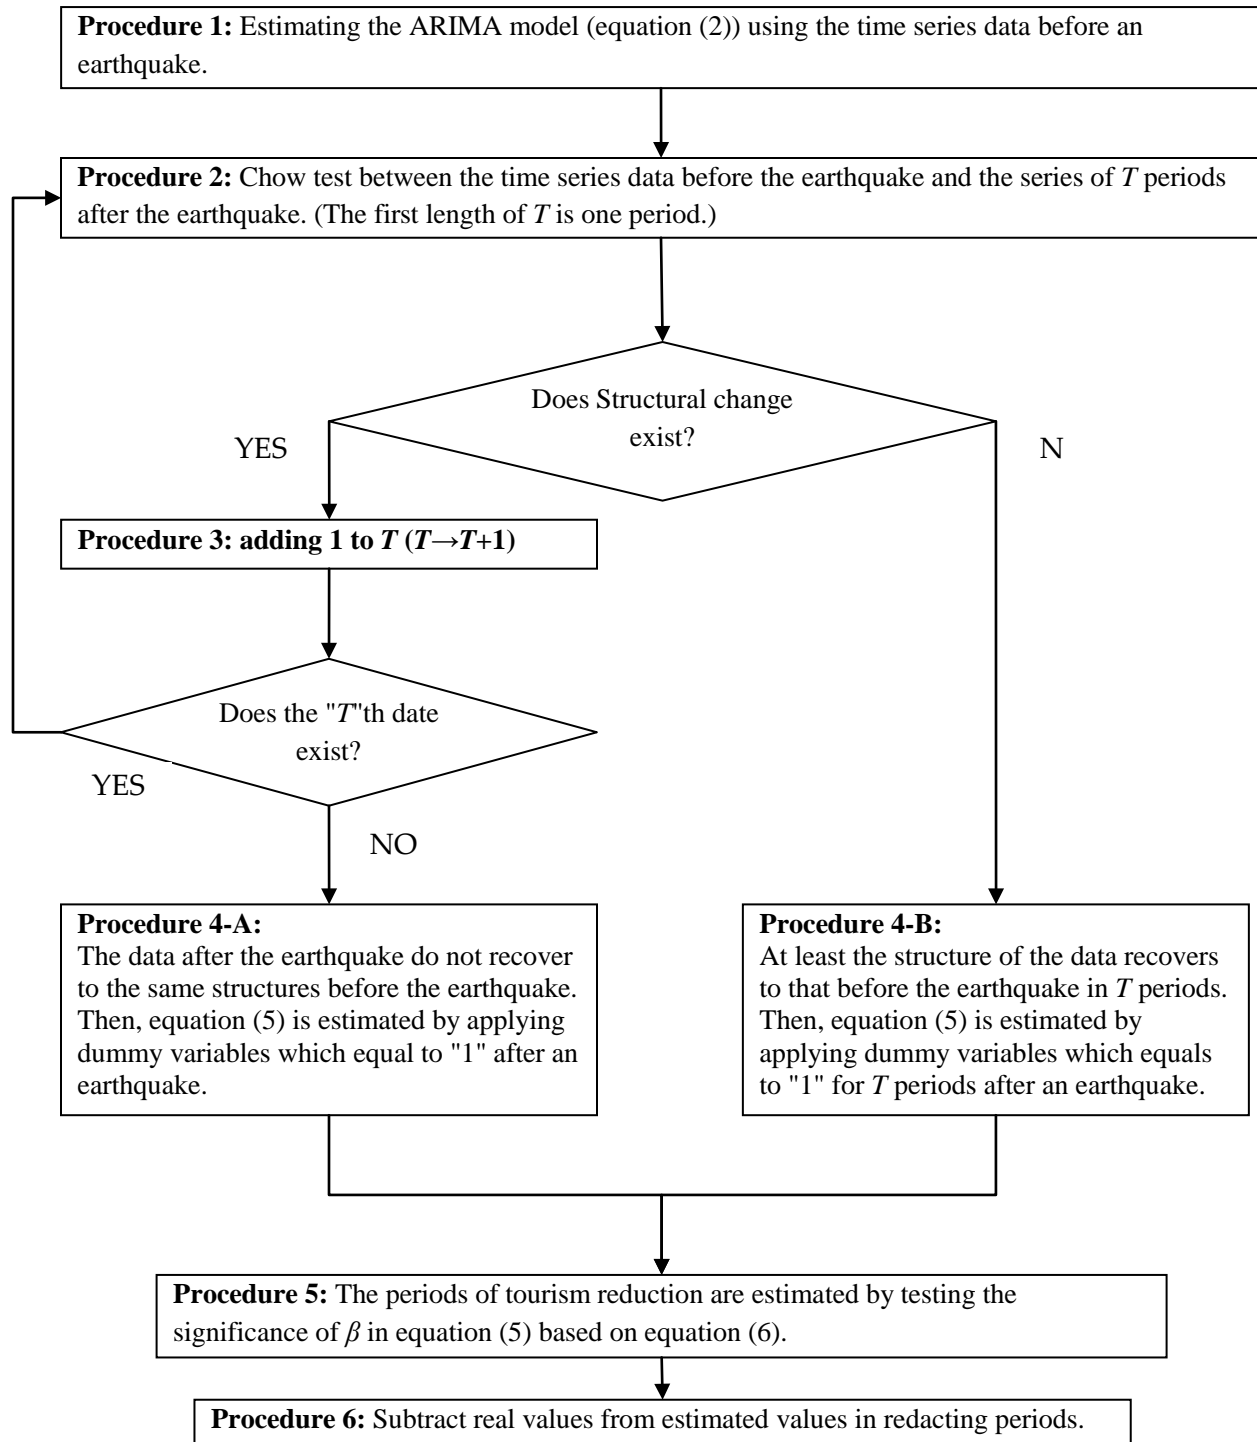 Procedure 1: Estimating the ARIMA model (equation (2)) using the time series data before an
earthquake.
Procedure 2: Chow test between the time series data before the earthquake and the series of T periods
after the earthquake. (The first length of T is one period.)
Does Structural change
exist?
YES
N
Procedure 3: adding 1 to T (T→T+1)
Does the "T"th date
exist?
YES
NO
Procedure 4-A:
The data after the earthquake do not recover
to the same structures before the earthquake.
Then, equation (5) is estimated by applying
dummy variables which equal to "1" after an
earthquake.
Procedure 4-B:
At least the structure of the data recovers
to that before the earthquake in T periods.
Then, equation (5) is estimated by
applying dummy variables which equals
to "1" for T periods after an earthquake.
Procedure 5: The periods of tourism reduction are estimated by testing the
significance of β in equation (5) based on equation (6).
Procedure 6: Subtract real values from estimated values in redacting periods.